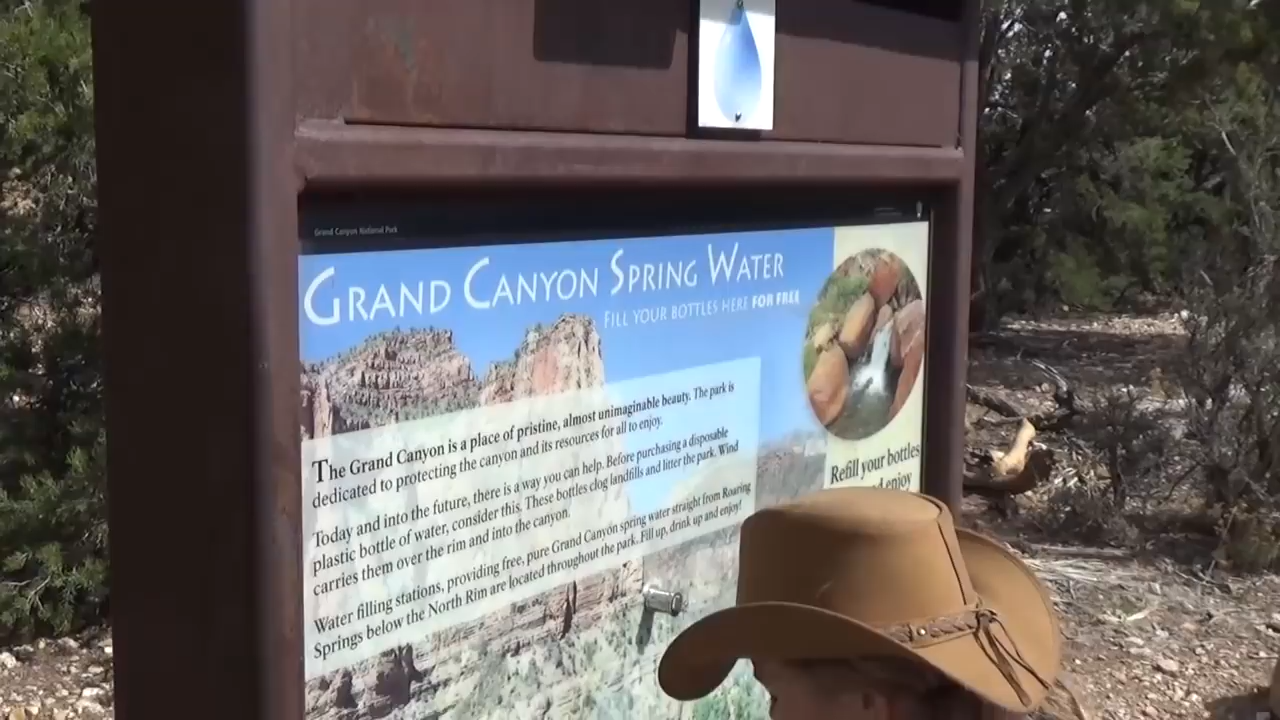 Grand Canyon National Park
GRAND CANYON SPRING WATER
FILL YOUR BOTTLES HERE FOR FREE
The Grand Canyon is a place of pristine, almost unimaginable beauty. The park is
dedicated to protecting the canyon and its resources for all to enjoy.
Today and into the future, there is a way you can help. Before purchasing a disposable
plastic bottle of water, consider this. These bottles clog landfills and litter the park. Wind
carries them over the rim and into the canyon.
Water filling stations, providing free, pure Grand Canyon spring water straight from Roaring
Springs below the North Rim are located throughout the park. Fill up, drink up and enjoy!
Refill your bottles
enjoy